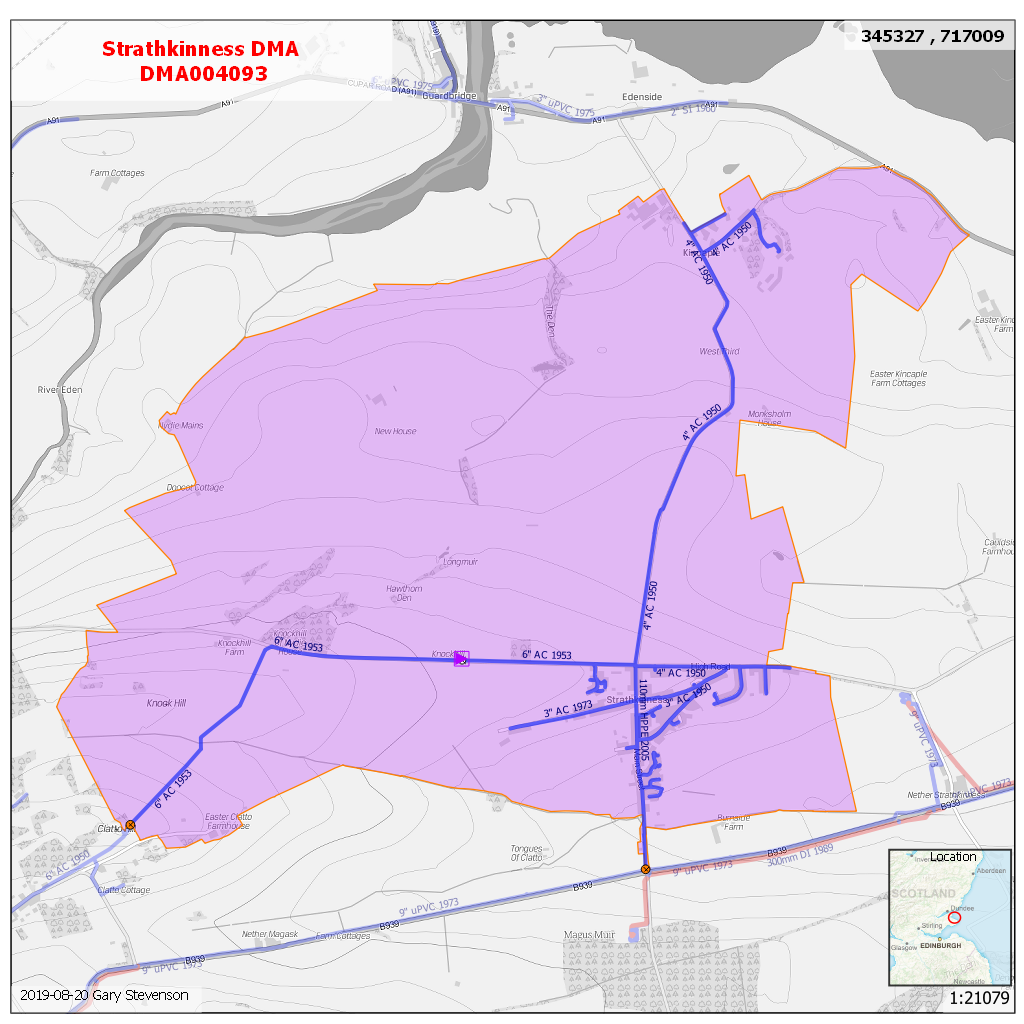 Strathkinness DMA
DMA004093
345327 , 717009
3" uPVC 1975
CUPAR ROAD (A91)
Guardbridge
A91
A91
3" uPVC 1975
Edenside
A91
A91
2" ST 1960
A91
Farm Cottages
4" AC 1950
4" AC 1950
The Den
West Third
Easter Kincaple
Farm Cottages
River Eden
Monksholm
House
4" AC 1950
Nydie Mains
New House
Doocot Cottage
Longmuir
Hawthorn
Den
4" AC 1950
Knockhill
Farm
Knockhill
6" AC 1953
6" AC 1953
High Road
4" AC 1950
3" AC 1950
Strathkinness
3" AC 1973
110mm HPPE 2005
Knock Hill
6" AC 1953
9" uPVC 1973
Nether Strathkinness
uPVC 1973
B939
Clatto Hill
Easter Clatto
Farmhouse
Burnside
Farm
Tongues
Of Clatto
B939
300mm DI 1989
9" uPVC 1973
6" AC 1950
Clatto Cottage
B939
9" uPVC 1973
B939
Nether Magask
Farm Cottages
Magus Muir
B939
9" uPVC 1973
Location
Aberdeen
SCOTLAND
Dundee
Stirling
Glasgow
EDINBURGH
Newcastle
2019-08-20 Gary Stevenson
1:21079